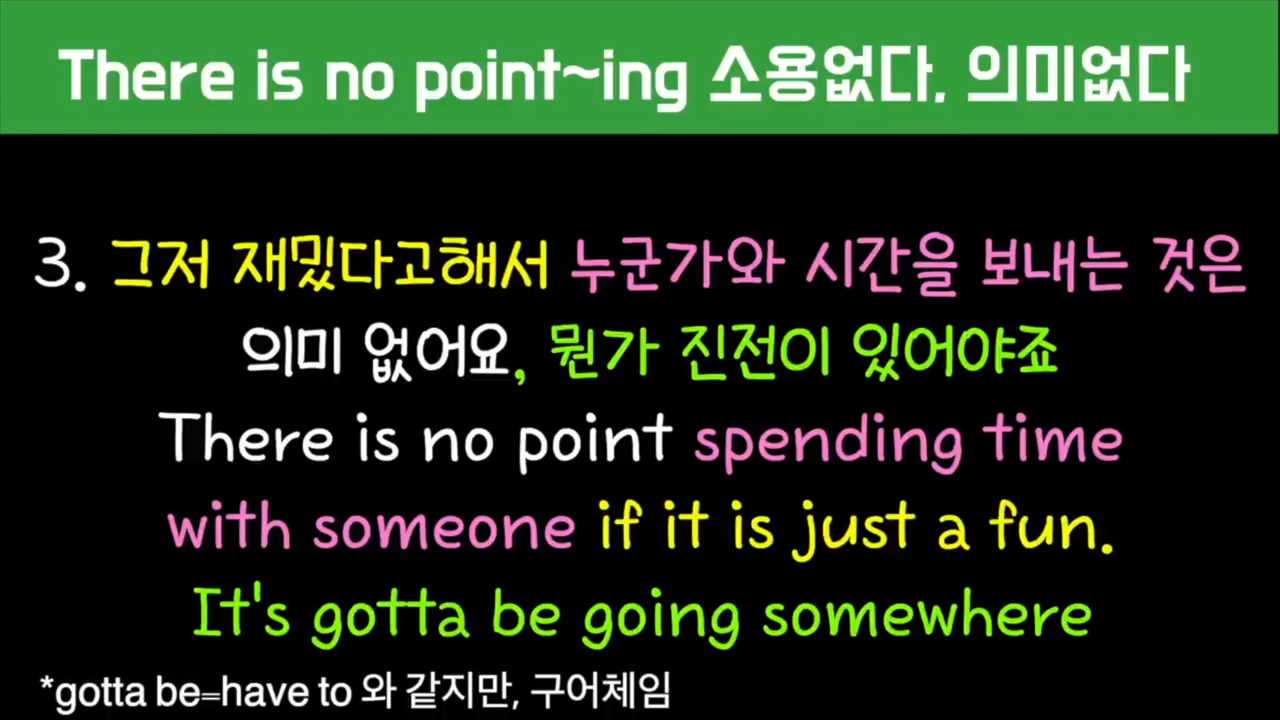 There is no point~ing 소용없다, 의미없다
3. 그저 재밌다고해서 누군가와 시간을 보내는 것은
의미 없어요, 뭔가 진전이 있어야죠
There is no point spending time
with someone if it is just a fun.
It's gotta be going somewhere
*gotta be=have to 와 같지만, 구어체임